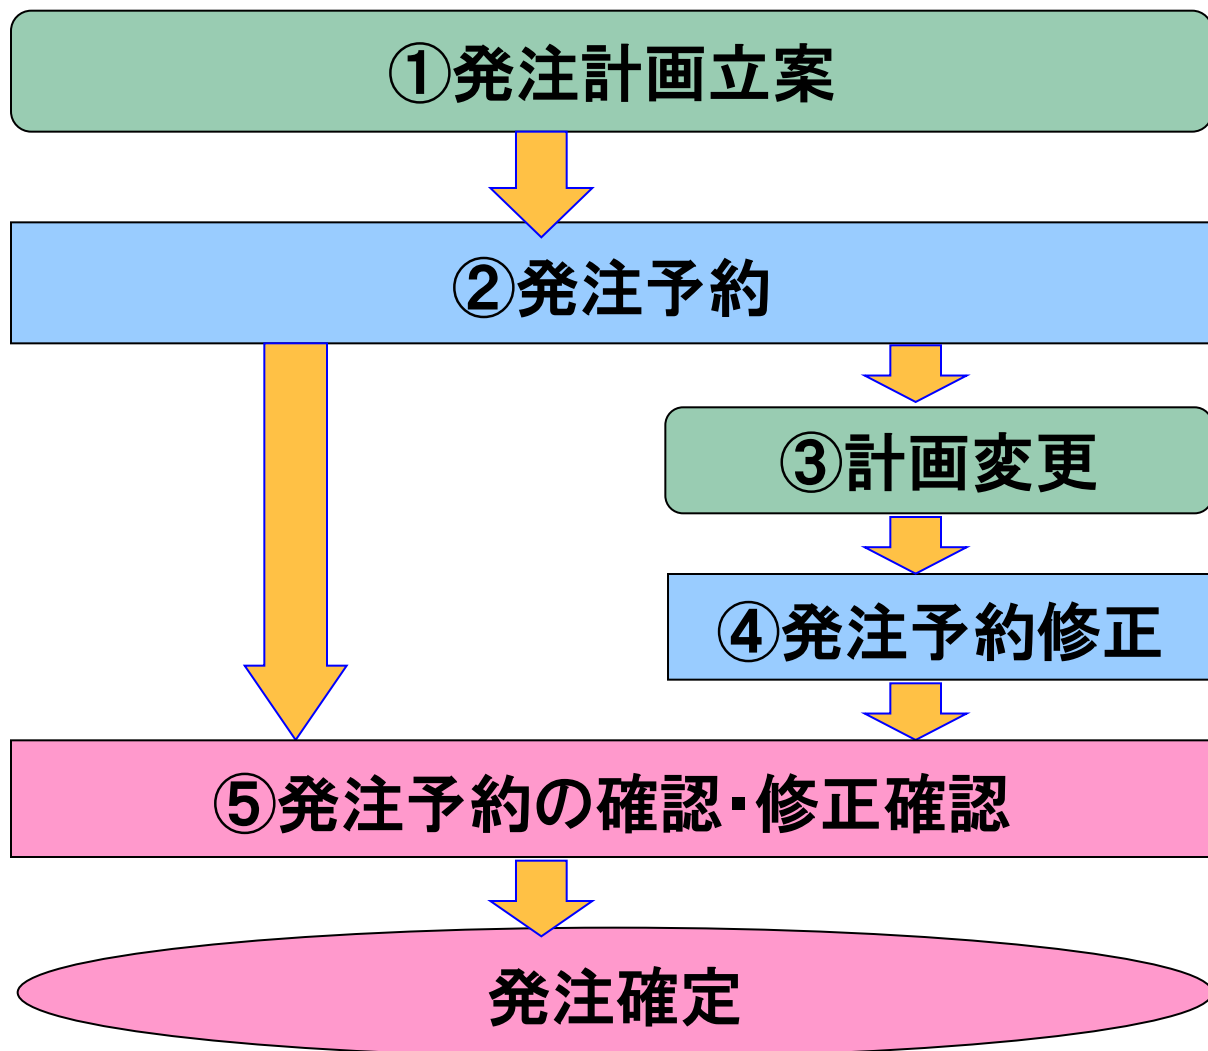 ①発注計画立案
②発注予約
③計画変更
④発注予約修正
⑤発注予約の確認・修正確認
発注確定